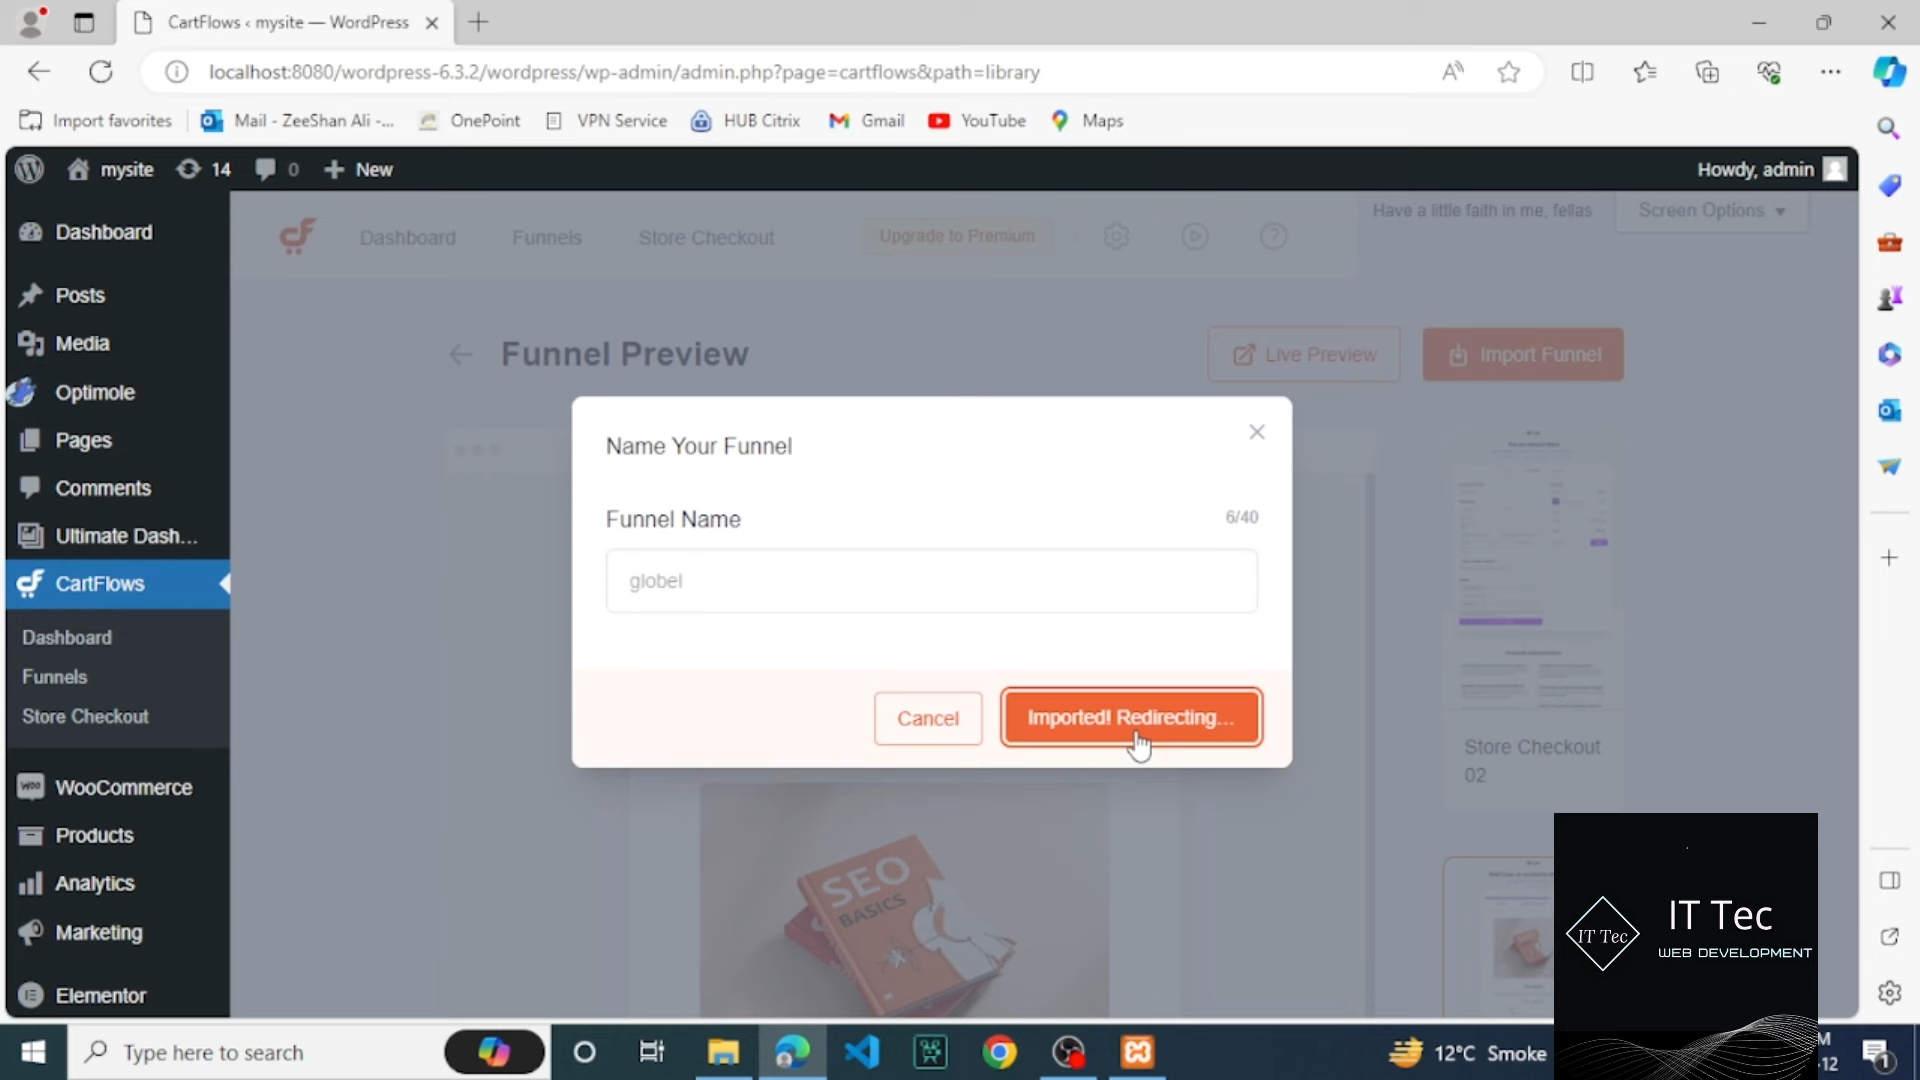 CartFlows ‹ mysite — WordPress
localhost:8080/wordpress-6.3.2/wordpress/wp-admin/admin.php?page=cartflows&path=library
Import favorites
Mail - ZeeShan Ali -...
OnePoint
VPN Service
HUB Citrix
Gmail
YouTube
Maps
mysite
14
0
New
Howdy, admin
Dashboard
Posts
Media
Optimole
Pages
Comments
Ultimate Dash...
CartFlows
Dashboard
Funnels
Store Checkout
WooCommerce
Products
Analytics
Marketing
Elementor
Dashboard
Funnels
Store Checkout
Upgrade to Premium
Have a little faith in me, fellas
Screen Options
Funnel Preview
Live Preview
Import Funnel
Name Your Funnel
Funnel Name
6/40
globel
Cancel
Imported! Redirecting...
SEO
BASICS
Store Checkout
02
IT Tec
IT Tec
WEB DEVELOPMENT
Type here to search
12°C Smoke
M
-12
1